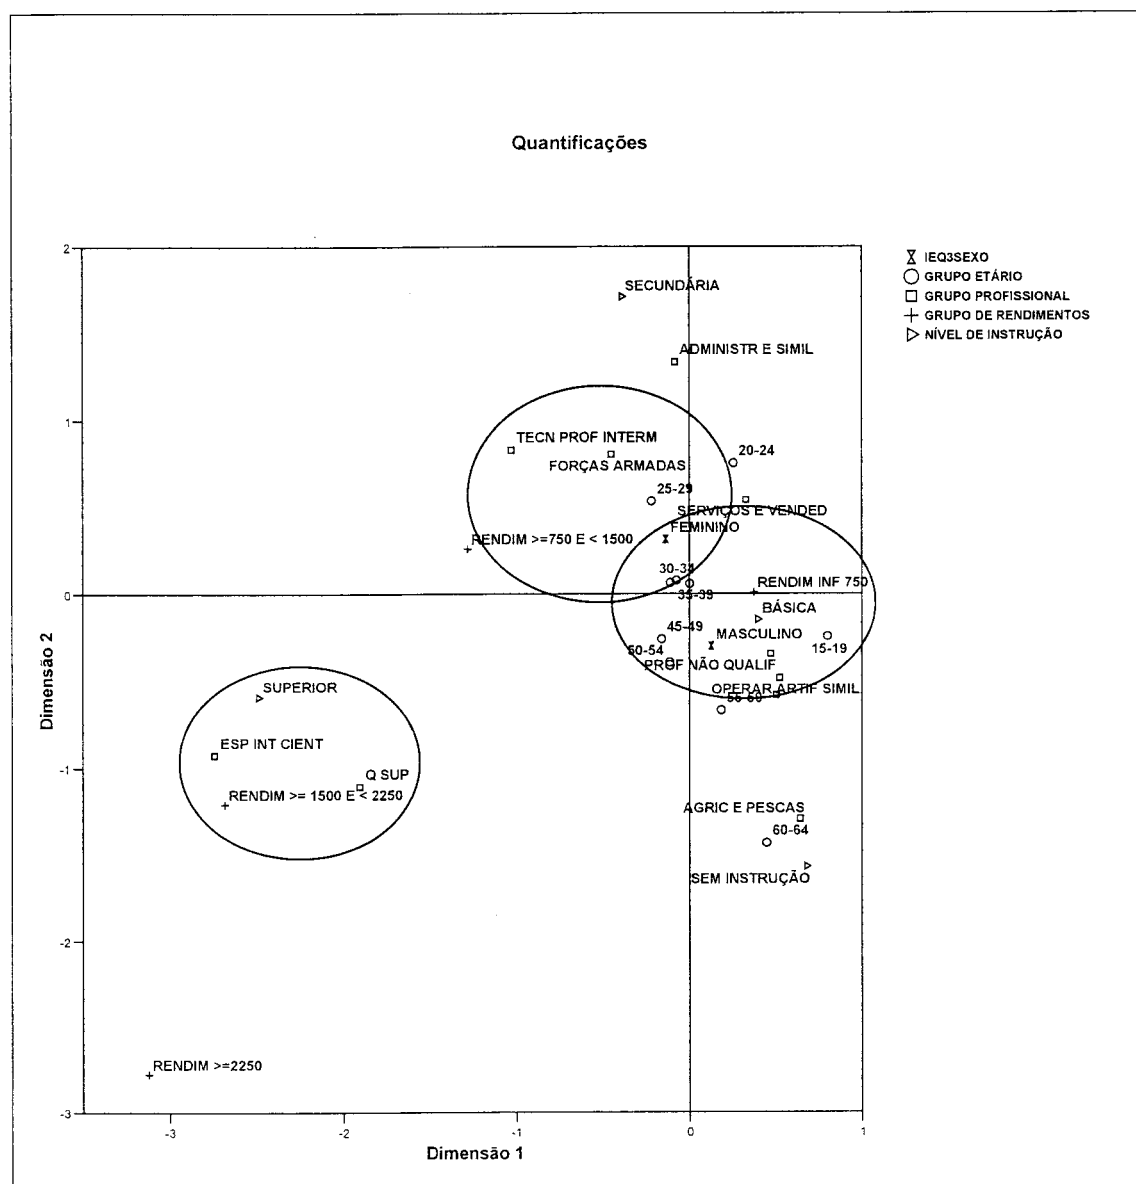 Quantificações
2
1
0
-1
-2
-3
-3
-2
-1
0
1
Dimensão 2
Dimensão 1
IEQ3SEXO
GRUPO ETÁRIO
GRUPO PROFISSIONAL
GRUPO DE RENDIMENTOS
NÍVEL DE INSTRUÇÃO
SECUNDÁRIA
ADMINISTR E SIMIL
TECN PROF INTERM
20-24
FORÇAS ARMADAS
25-29
SERVIÇOS E VENDED
FEMININO
RENDIM >=750 E < 1500
30-34
RENDIM INF 750
35-39
BÁSICA
45-49
MASCULINO
50-54
15-19
PROF NÃO QUALIF
OPERAR ARTIF SIMIL
55-59
SUPERIOR
ESP INT CIENT
Q SUP
RENDIM >= 1500 E < 2250
AGRIC E PESCAS
60-64
SEM INSTRUÇÃO
RENDIM >=2250